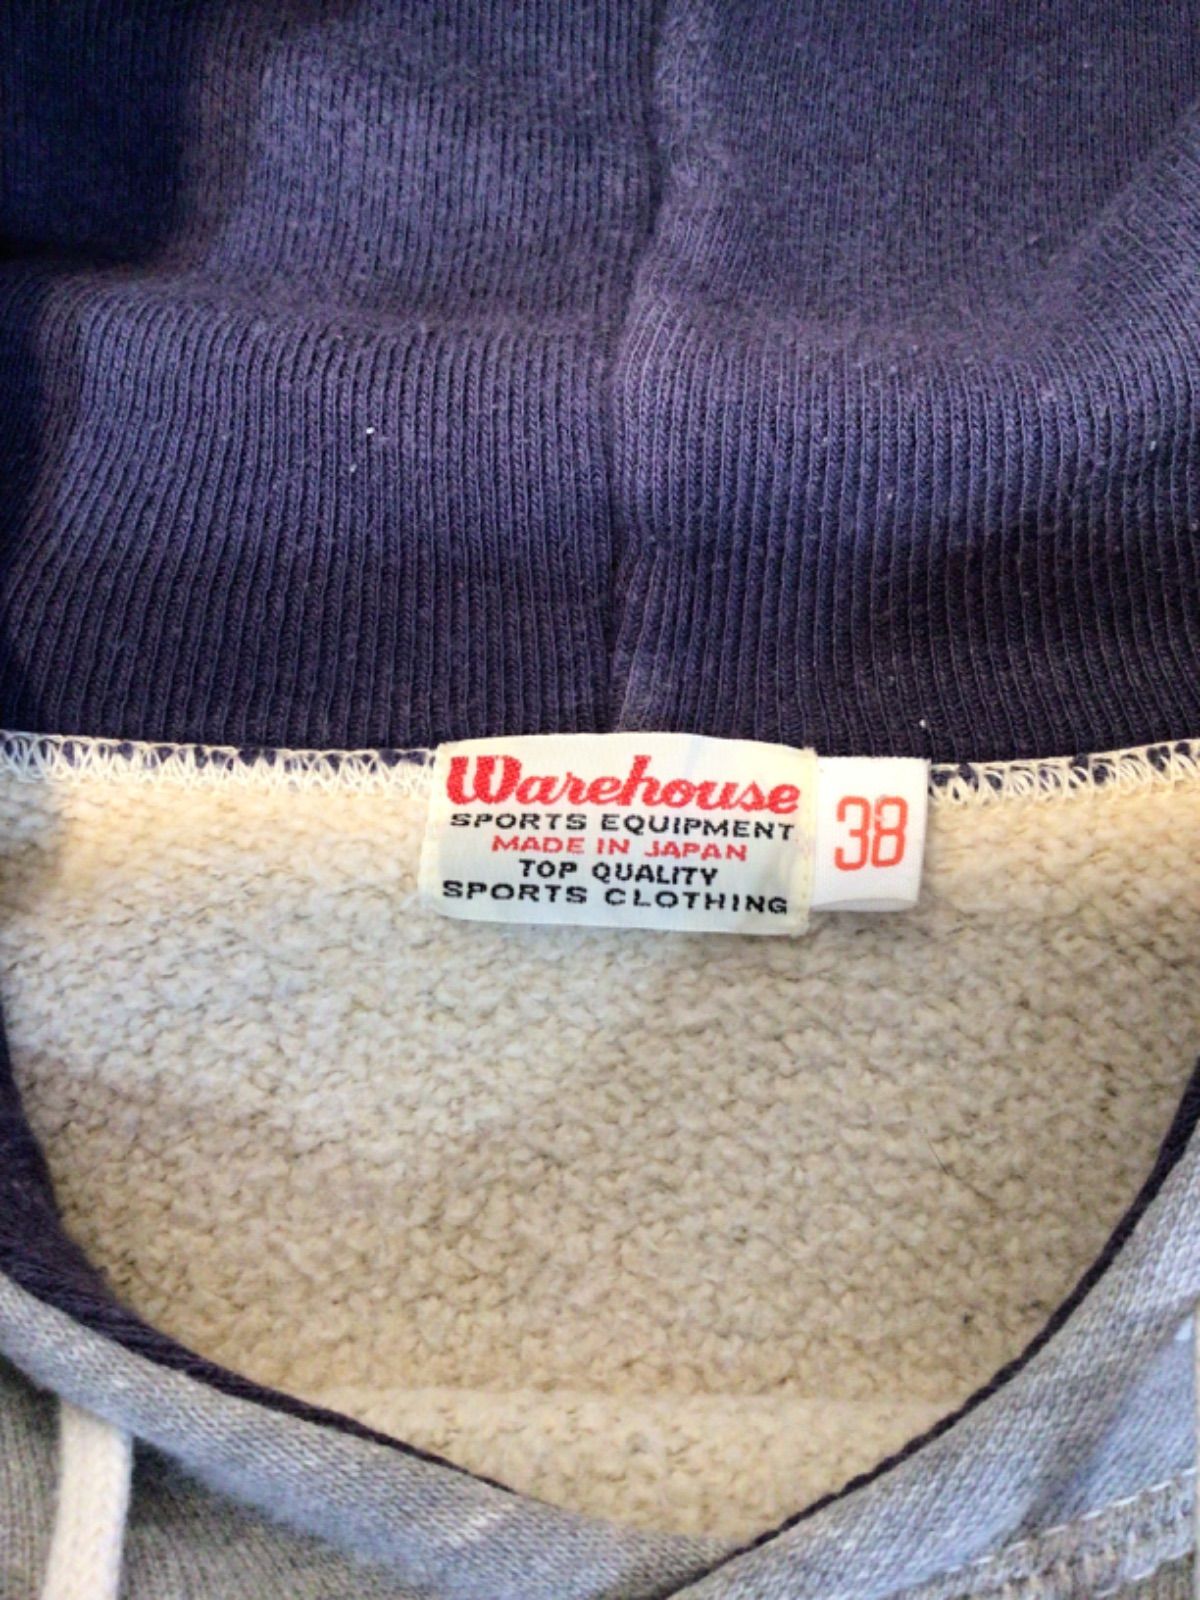 Warehouse
SPORTS EQUIPMENT
MADE IN JAPAN
TOP QUALITY
SPORTS CLOTHING
38